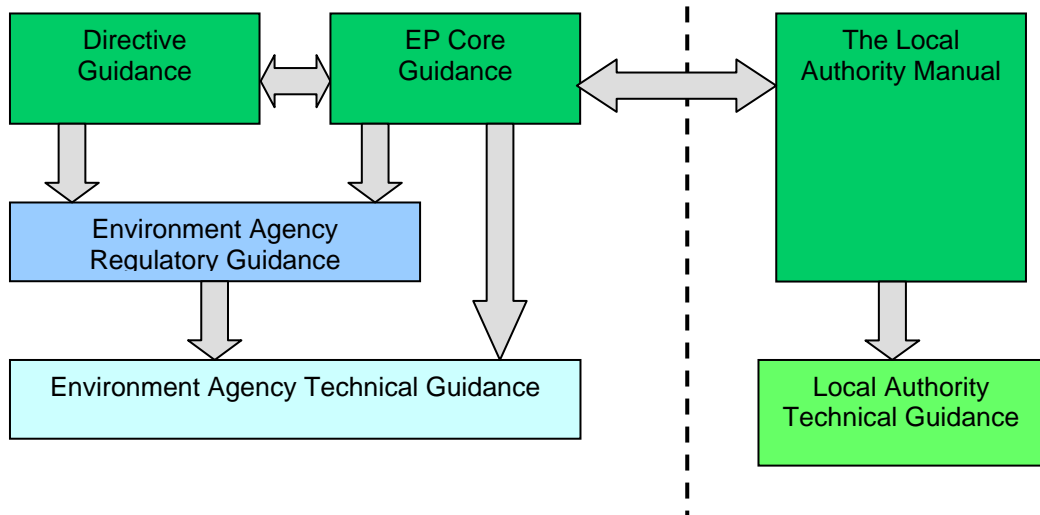 Directive
Guidance
EP Core
Guidance
The Local
Authority Manual
Environment Agency
Regulatory Guidance
Environment Agency Technical Guidance
Local Authority
Technical Guidance